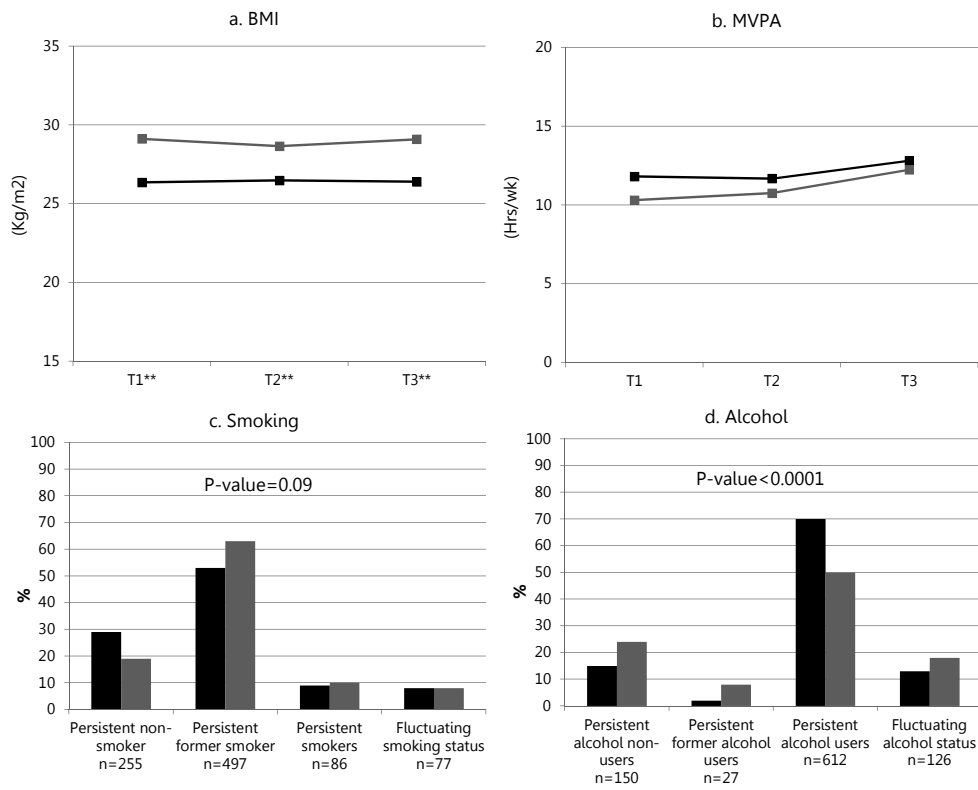 a. BMI
35
30
25
20
15
(Kg/m2)
T1**
T2**
T3**
b. MVPA
20
15
10
5
0
(Hrs/wk)
T1
T2
T3
c. Smoking
100
90
80
70
60
50
40
30
20
10
0
%
P-value=0.09
Persistent non-
smoker
n=255
Persistent
former smoker
n=497
Persistent
smokers
n=86
Fluctuating
smoking status
n=77
d. Alcohol
100
90
80
70
60
50
40
30
20
10
0
%
P-value<0.0001
Persistent
alcohol non-
users
n=150
Persistent
former alcohol
users
n=27
Persistent
alcohol users
n=612
Fluctuating
alcohol status
n=126